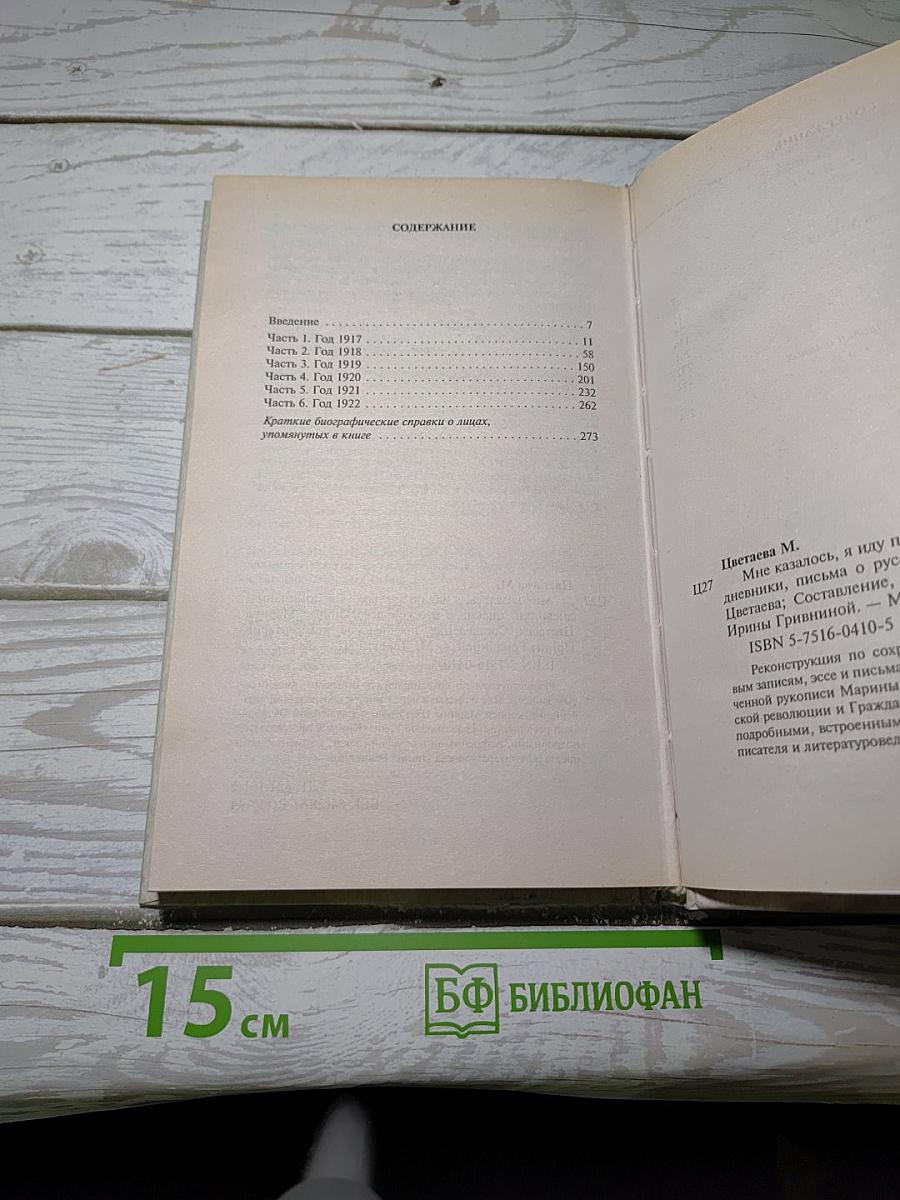 СОДЕРЖАНИЕ
Введение . . . . . . . . . . . . . . . . . . . . . . . . . . . . . . . . . . . . . . . 7
Часть 1. Год 1917 . . . . . . . . . . . . . . . . . . . . . . . . . . . . . . . . . 11
Часть 2. Год 1918 . . . . . . . . . . . . . . . . . . . . . . . . . . . . . . . . . 58
Часть 3. Год 1919 . . . . . . . . . . . . . . . . . . . . . . . . . . . . . . . . 150
Часть 4. Год 1920 . . . . . . . . . . . . . . . . . . . . . . . . . . . . . . . . 201
Часть 5. Год 1921 . . . . . . . . . . . . . . . . . . . . . . . . . . . . . . . . 232
Часть 6. Год 1922 . . . . . . . . . . . . . . . . . . . . . . . . . . . . . . . . 262
Краткие биографические справки о лицах,
упомянутых в книге . . . . . . . . . . . . . . . . . . . . . . . . . . . . . . 273
Цветаева М.
Ц27 Мне казалось, я иду п
дневники, письма о рус
Цветаева; Составление,
Ирины Гривниной. — М
ISBN 5-7516-0410-5
Реконструкция по сохр
вым записям, эссе и письма
ченной рукописи Марины
ской революции и Гражда
подробными, встроенным
писателя и литературовед
15 см
БФ БИБЛИОФАН